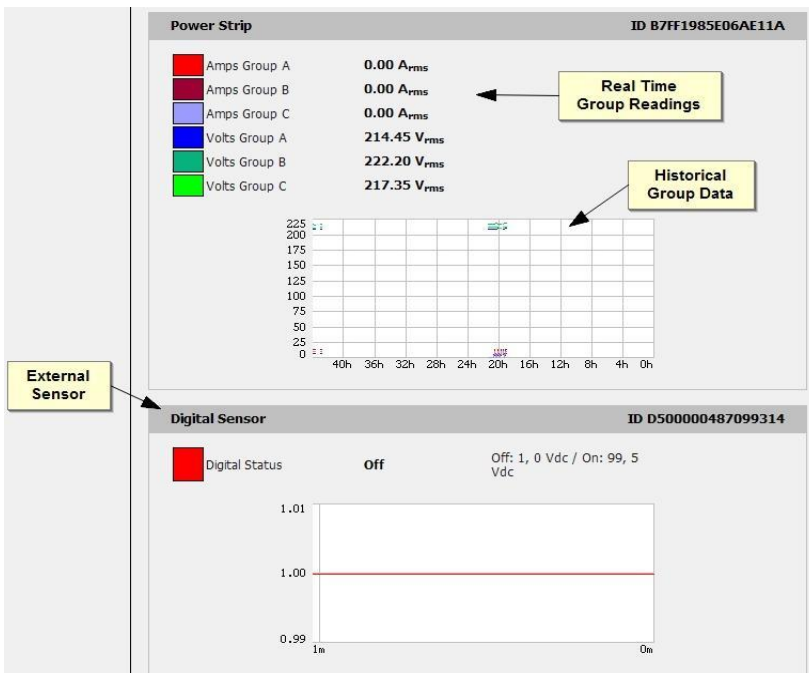 Power Strip ID B7FF1985E06AE11A
Amps Group A 0.00 Arms
Amps Group B 0.00 Arms
Amps Group C 0.00 Arms
Volts Group A 214.45 Vrms
Volts Group B 222.20 Vrms
Volts Group C 217.35 Vrms
Real Time
Group Readings
Historical
Group Data
225
200
175
150
125
100
75
50
25
0
40h 36h 32h 28h 24h 20h 16h 12h 8h 4h 0h
External
Sensor
Digital Sensor ID D500000487099314
Digital Status Off Off: 1, 0 Vdc / On: 99, 5
Vdc
1.01
1.00
0.99
1m 0m